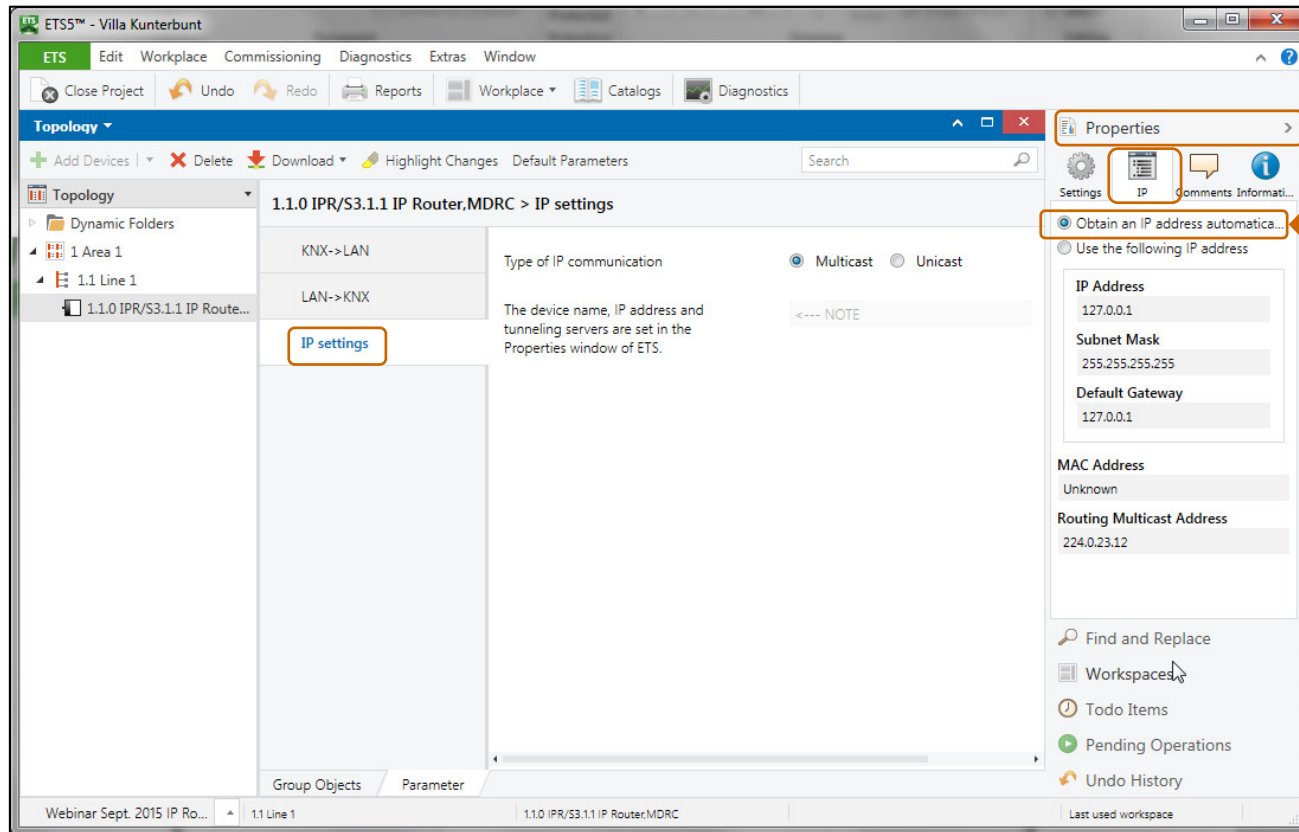 ETS5™ - Villa Kunterbunt
ETS Edit Workplace Commissioning Diagnostics Extras Window
Close Project Undo Redo Reports Workplace Catalogs Diagnostics
Topology
Add Devices Delete Download Highlight Changes Default Parameters Search
Topology
Dynamic Folders
1 Area 1
1.1 Line 1
1.1.0 IPR/S3.1.1 IP Route...
1.1.0 IPR/S3.1.1 IP Router,MDRC > IP settings
KNX->LAN
LAN->KNX
IP settings
Type of IP communication
Multicast Unicast
The device name, IP address and
tunneling servers are set in the
Properties window of ETS.
<--- NOTE
Group Objects Parameter
Properties
Settings IP Comments Informati...
Obtain an IP address automatica...
Use the following IP address
IP Address
127.0.0.1
Subnet Mask
255.255.255.255
Default Gateway
127.0.0.1
MAC Address
Unknown
Routing Multicast Address
224.0.23.12
Find and Replace
Workspaces
Todo Items
Pending Operations
Undo History
Webinar Sept. 2015 IP Ro... 1.1 Line 1 1.1.0 IPR/S3.1.1 IP Router,MDRC Last used workspace